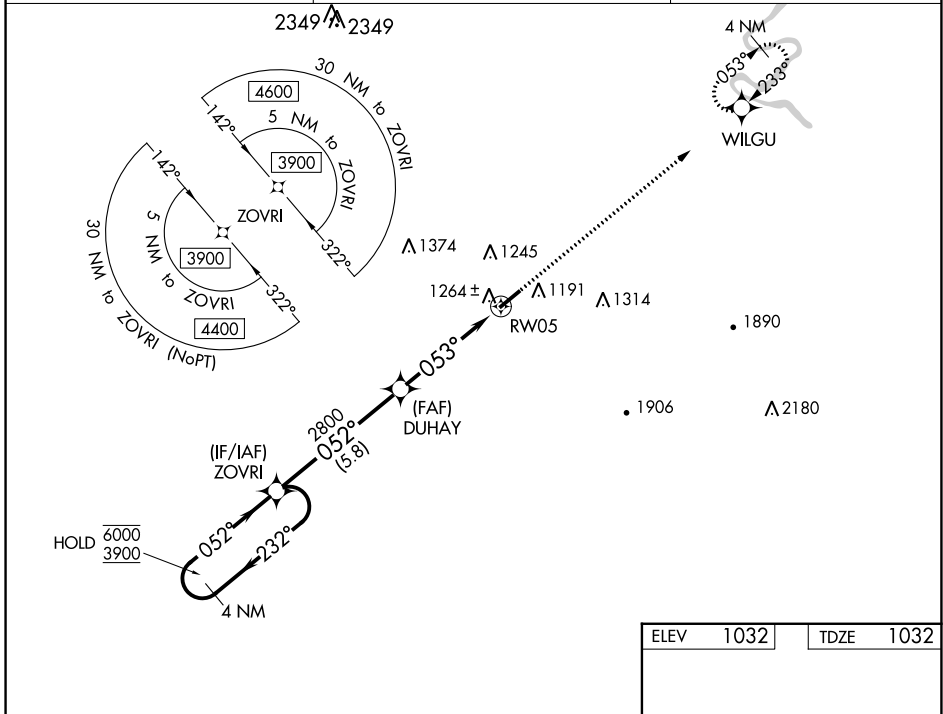 2349 2349
4 NM
053°
233°
WILGU
30 NM to ZOVRI
4600
142°
5 NM to ZOVRI
3900
322°
ZOVRI
142°
5 NM to ZOVRI
3900
322°
30 NM to ZOVRI (NoPT)
4400
1374
1245
1264 ±
1191
1314
RW05
1890
053°
(FAF)
DUHAY
1906
2180
2800
052°
(5.8)
(IF/IAF)
ZOVRI
HOLD 6000
3900
052°
232°
4 NM
ELEV 1032
TDZE 1032